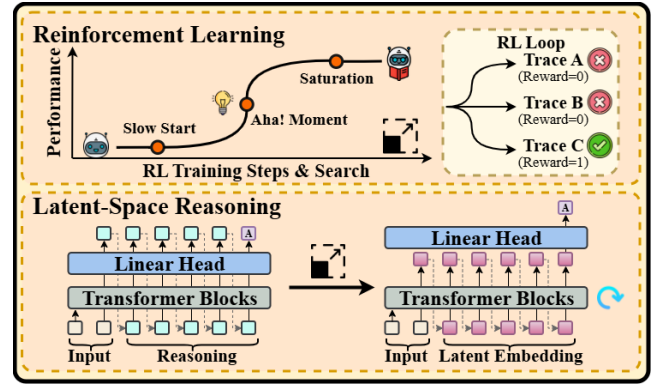 Reinforcement Learning
Performance
Slow Start
Aha! Moment
Saturation
RL Training Steps & Search
RL Loop
Trace A
(Reward=0)
Trace B
(Reward=0)
Trace C
(Reward=1)
Latent-Space Reasoning
A
Linear Head
Transformer Blocks
Input
Reasoning
A
Linear Head
Transformer Blocks
Input
Latent Embedding